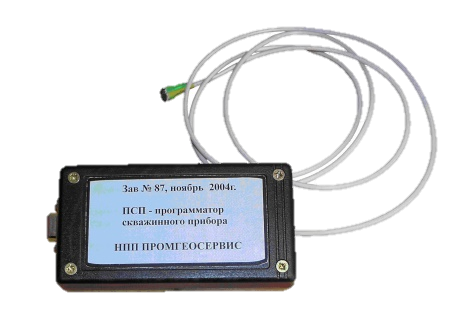 Зав № 87, ноябрь 2004г.
ПСП - программатор
скважинного прибора
НПП ПРОМГЕОСЕРВИС